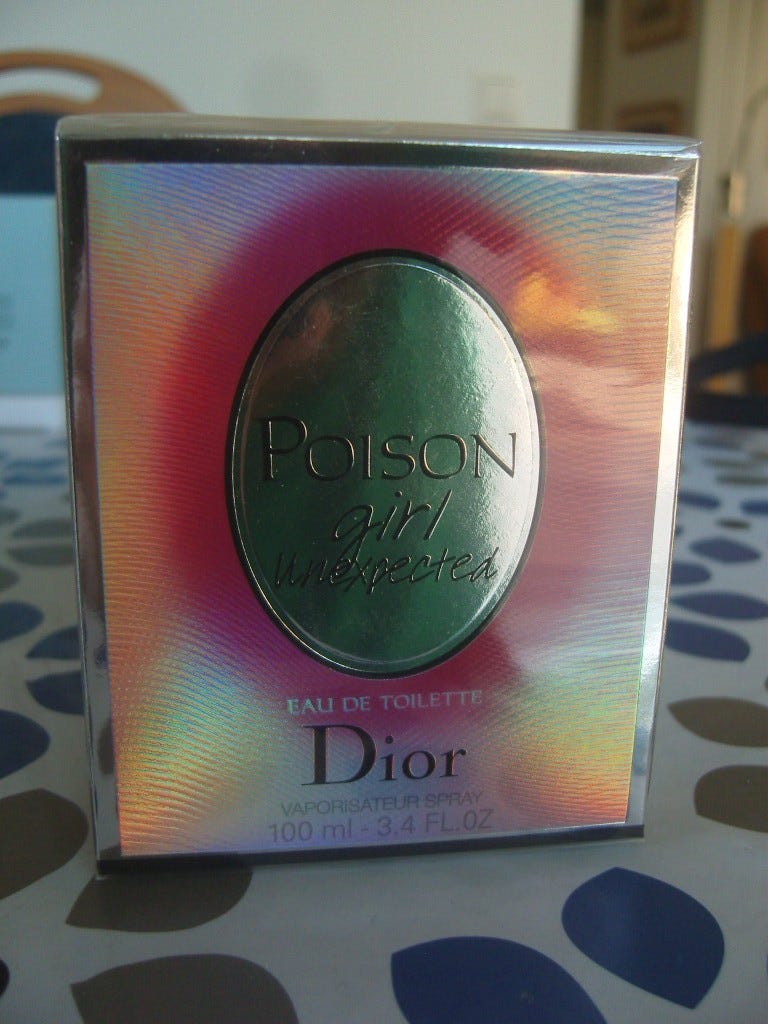 POISON
girl
unexpected
EAU DE TOILETTE
Dior
VAPORISATEUR SPRAY
100 ml - 3.4 FL.OZ